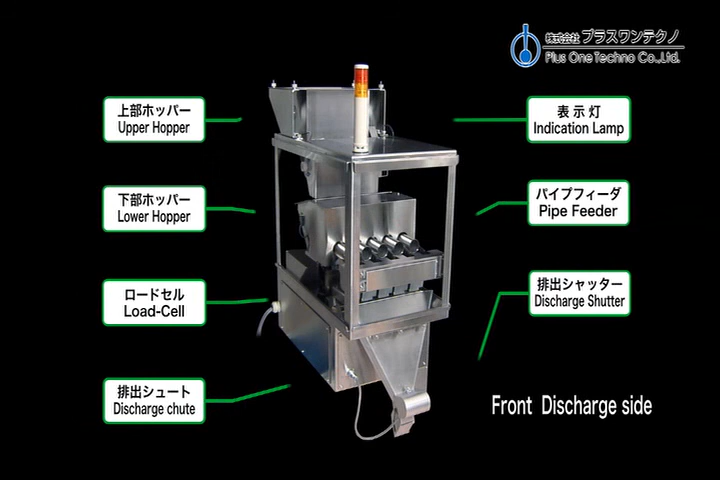 株式会社 プラスワンテクノ
Plus One Techno Co.,Ltd.
上部ホッパー
Upper Hopper
表示灯
Indication Lamp
下部ホッパー
Lower Hopper
パイプフィーダ
Pipe Feeder
ロードセル
Load-Cell
排出シャッター
Discharge Shutter
排出シュート
Discharge chute
Front Discharge side